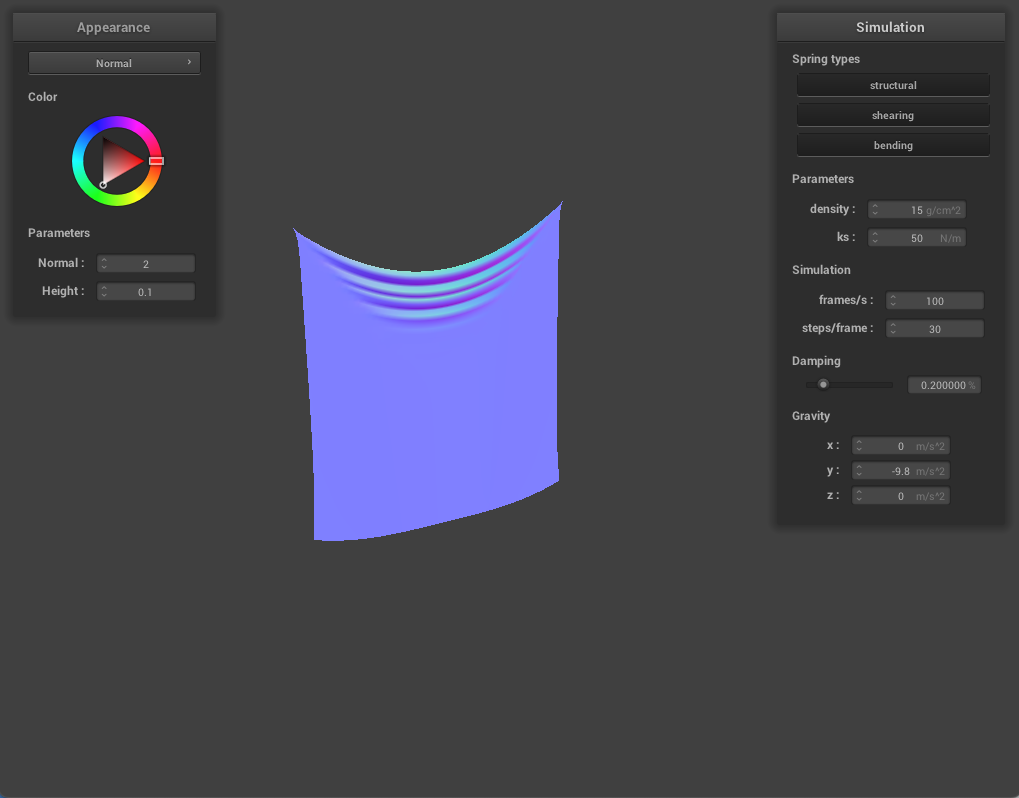 Appearance
Normal
Color
Parameters
Normal : 2
Height : 0.1
Simulation
Spring types
structural
shearing
bending
Parameters
density : 15 g/cm^2
ks : 50 N/m
Simulation
frames/s : 100
steps/frame : 30
Damping
0.200000 %
Gravity
x : 0 m/s^2
y : -9.8 m/s^2
z : 0 m/s^2